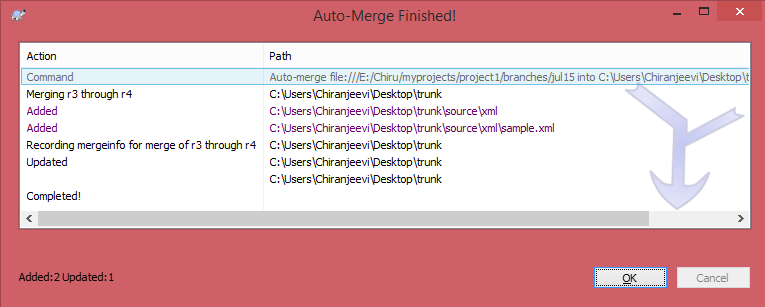 Auto-Merge Finished!
Action Path
Command Auto-merge file:///E:/Chiru/myprojects/project1/branches/jul15 into C:\Users\Chiranjeevi\Desktop\t
Merging r3 through r4 C:\Users\Chiranjeevi\Desktop\trunk
Added C:\Users\Chiranjeevi\Desktop\trunk\source\xml
Added C:\Users\Chiranjeevi\Desktop\trunk\source\xml\sample.xml
Recording mergeinfo for merge of r3 through r4 C:\Users\Chiranjeevi\Desktop\trunk
Updated C:\Users\Chiranjeevi\Desktop\trunk
C:\Users\Chiranjeevi\Desktop\trunk
Completed!
Added:2 Updated:1 OK Cancel